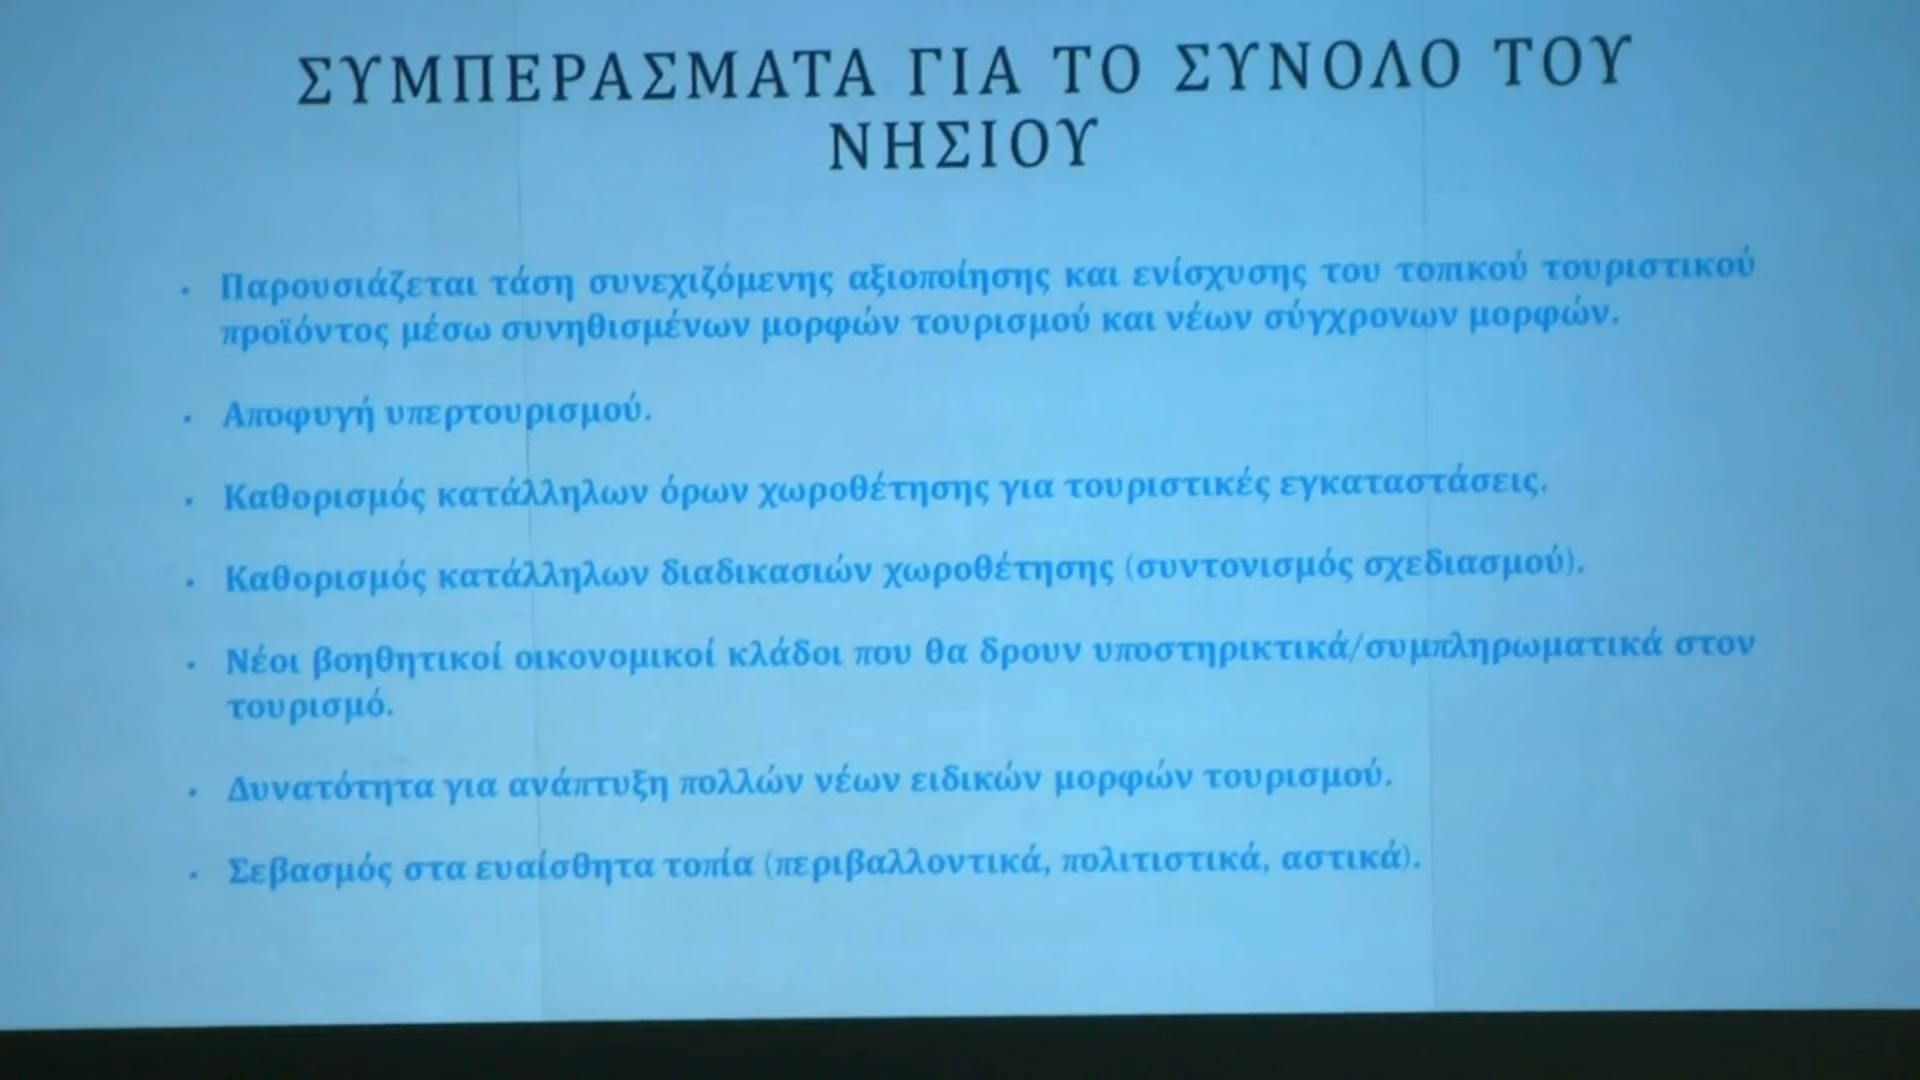 ΣΥΜΠΕΡΑΣΜΑΤΑ ΓΙΑ ΤΟ ΣΥΝΟΛΟ ΤΟΥ
ΝΗΣΙΟΥ
• Παρουσιάζεται τάση συνεχιζόμενης αξιοποίησης και ενίσχυσης του τοπικού τουριστικού
προϊόντος μέσω συνηθισμένων μορφών τουρισμού και νέων σύγχρονων μορφών.
• Αποφυγή υπερτουρισμού.
• Καθορισμός κατάλληλων όρων χωροθέτησης για τουριστικές εγκαταστάσεις.
• Καθορισμός κατάλληλων διαδικασιών χωροθέτησης (συντονισμός σχεδιασμού).
• Νέοι βοηθητικοί οικονομικοί κλάδοι που θα δρουν υποστηρικτικά/συμπληρωματικά στον
τουρισμό.
• Δυνατότητα για ανάπτυξη πολλών νέων ειδικών μορφών τουρισμού.
• Σεβασμός στα ευαίσθητα τοπία (περιβαλλοντικά, πολιτιστικά, αστικά).